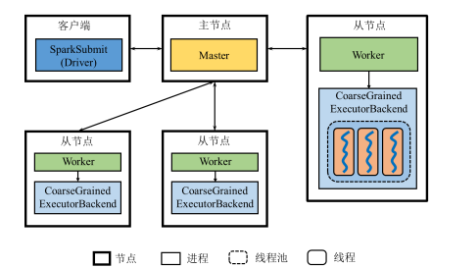 客户端
SparkSubmit
(Driver)
主节点
Master
从节点
Worker
CoarseGrained
ExecutorBackend
从节点
Worker
CoarseGrained
ExecutorBackend
从节点
Worker
CoarseGrained
ExecutorBackend
节点
进程
线程池
线程